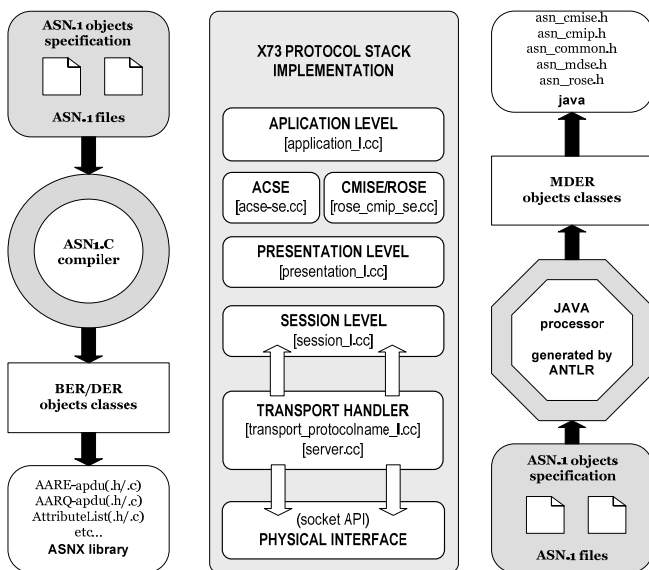 ASN.1 objects
specification
ASN.1 files
ASN1.C
compiler
BER/DER
objects classes
AARE-apdu(.h/.c)
AARQ-apdu(.h/.c)
AttributeList(.h/.c)
etc...
ASNX library
X73 PROTOCOL STACK
IMPLEMENTATION
APLICATION LEVEL
[application_l.cc]
ACSE
[acse-se.cc]
CMISE/ROSE
[rose_cmip_se.cc]
PRESENTATION LEVEL
[presentation_l.cc]
SESSION LEVEL
[session_l.cc]
TRANSPORT HANDLER
[transport_protocolname_l.cc]
[server.cc]
(socket API)
PHYSICAL INTERFACE
asn_cmise.h
asn_cmip.h
asn_common.h
asn_mdse.h
asn_rose.h
java
MDER
objects classes
JAVA
processor
generated by
ANTLR
ASN.1 objects
specification
ASN.1 files